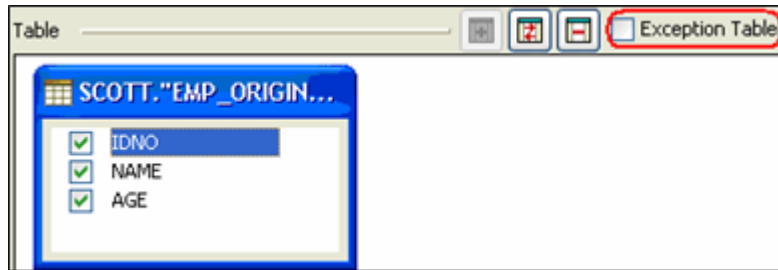 Table
Exception Table
SCOTT."EMP_ORIGIN...
IDNO
NAME
AGE